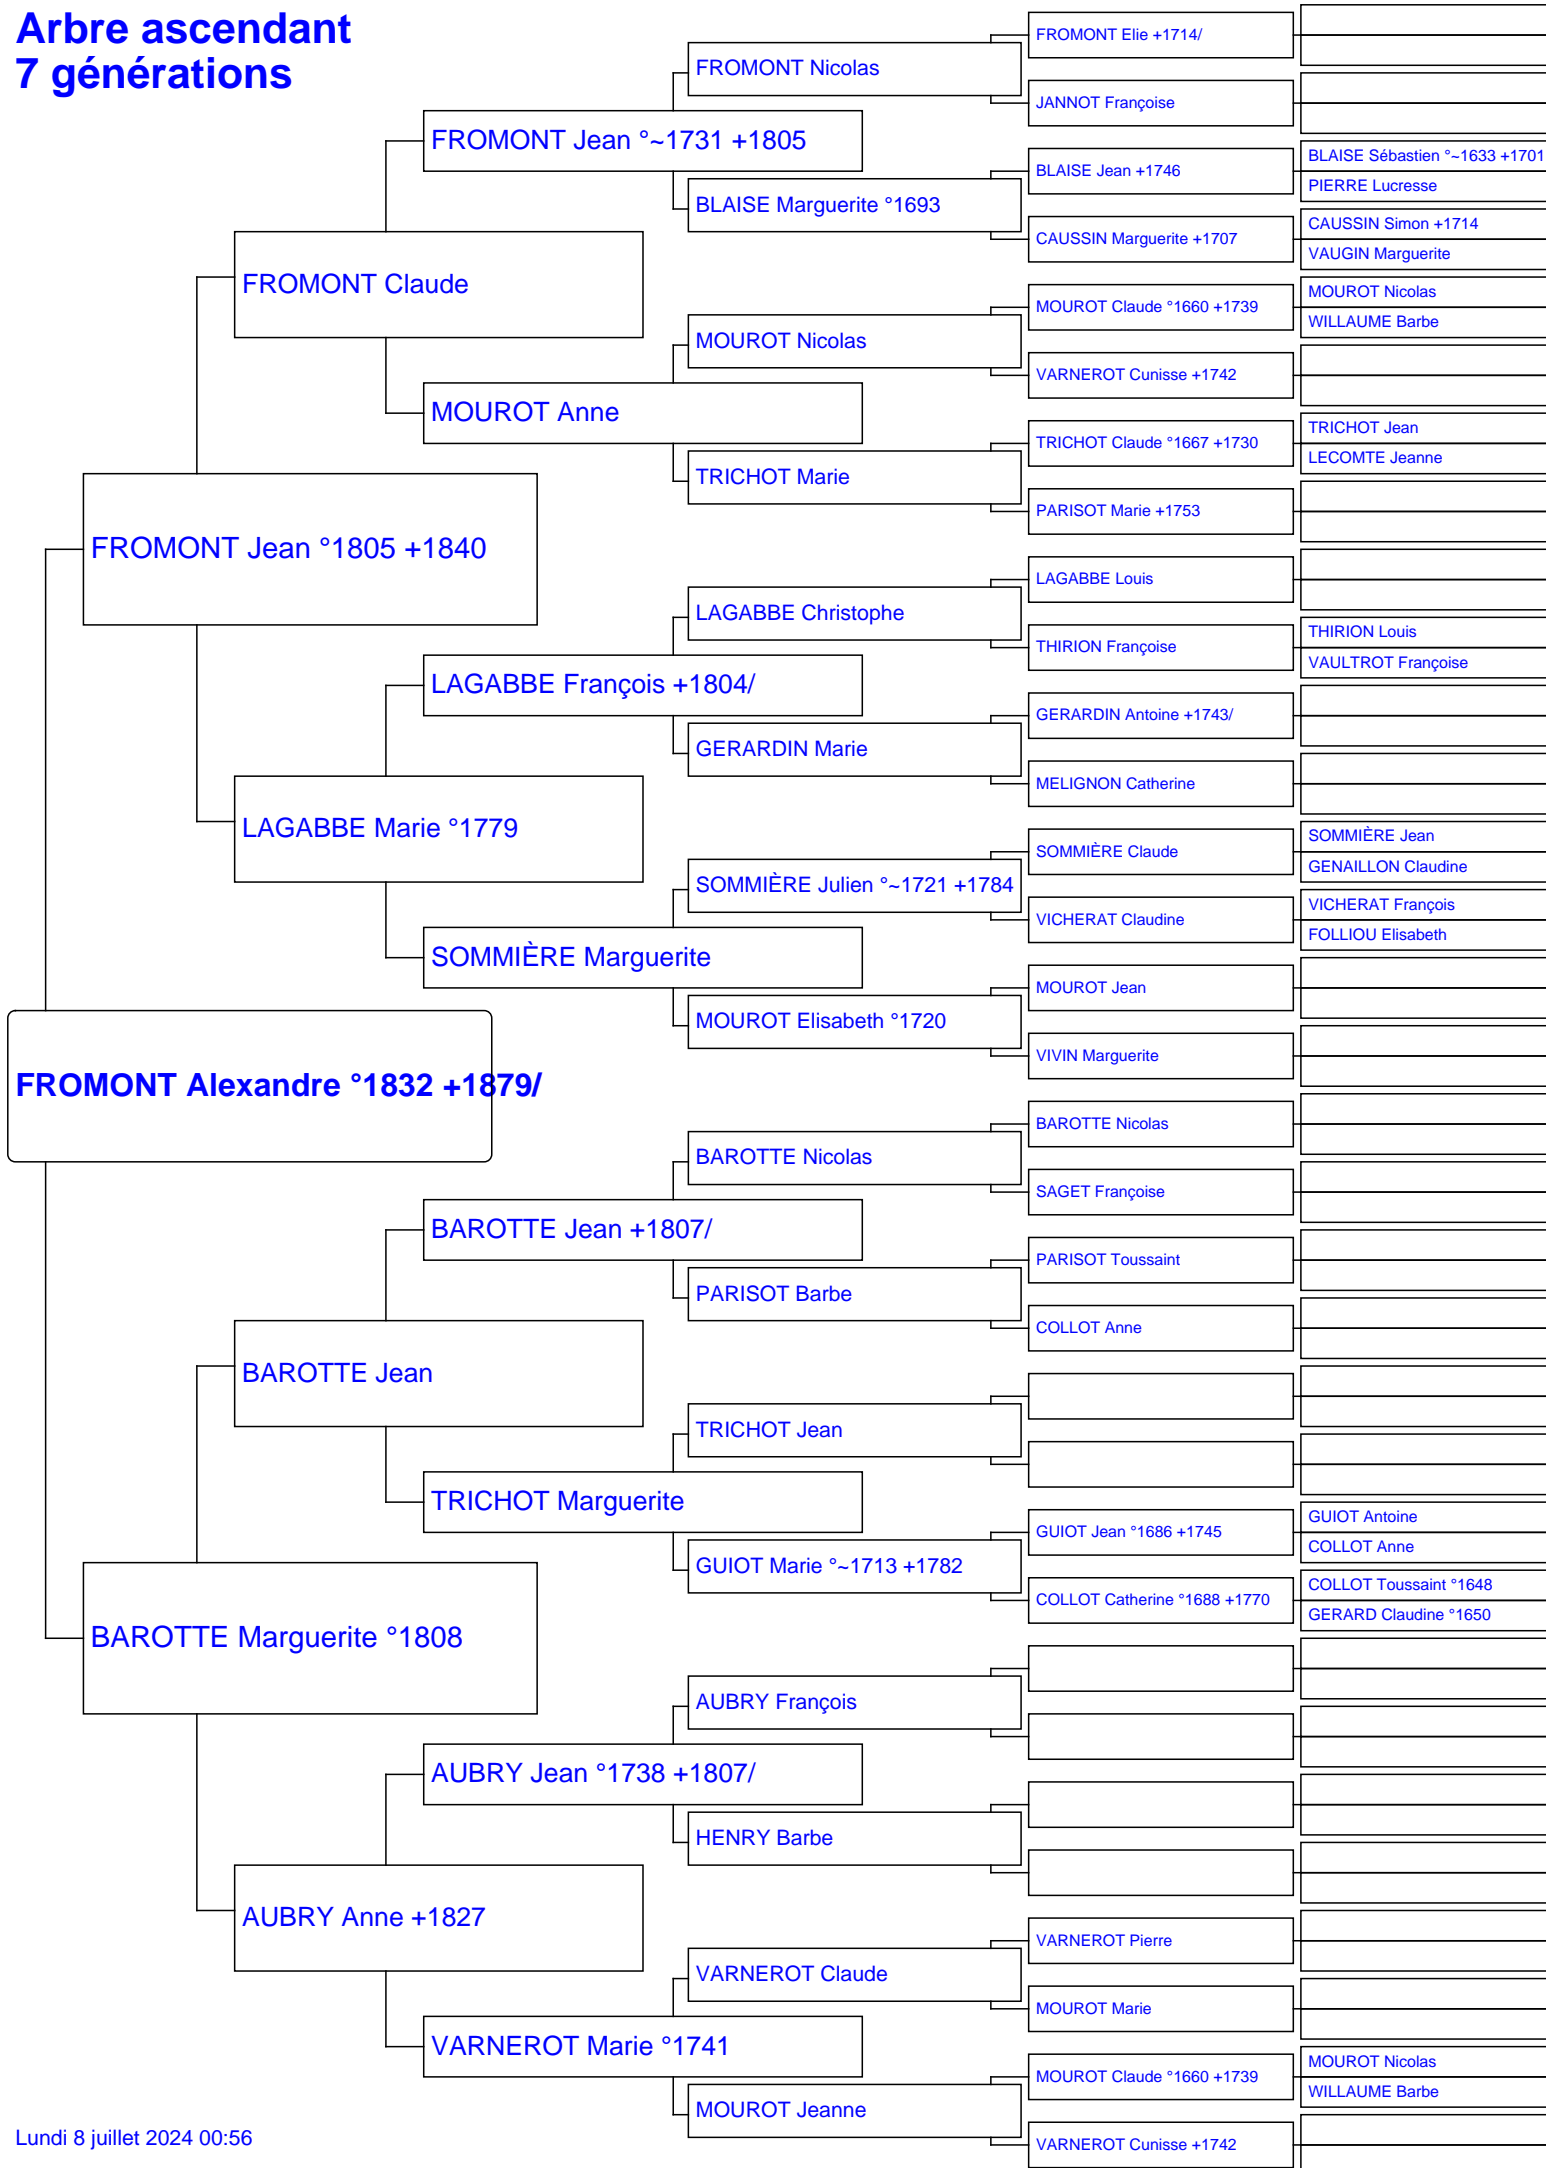 Arbre ascendant
7 générations
FROMONT Alexandre °1832 +1879/
FROMONT Jean °1805 +1840
BAROTTE Marguerite °1808
FROMONT Claude
LAGABBE Marie °1779
BAROTTE Jean
AUBRY Anne +1827
FROMONT Jean °~1731 +1805
MOUROT Anne
LAGABBE François +1804/
SOMMIÈRE Marguerite
BAROTTE Jean +1807/
TRICHOT Marguerite
AUBRY Jean °1738 +1807/
VARNEROT Marie °1741
FROMONT Nicolas
BLAISE Marguerite °1693
MOUROT Nicolas
TRICHOT Marie
LAGABBE Christophe
GERARDIN Marie
SOMMIÈRE Julien °~1721 +1784
MOUROT Elisabeth °1720
BAROTTE Nicolas
PARISOT Barbe
TRICHOT Jean
GUIOT Marie °~1713 +1782
AUBRY François
HENRY Barbe
VARNEROT Claude
MOUROT Jeanne
FROMONT Elie +1714/
JANNOT Françoise
BLAISE Jean +1746
CAUSSIN Marguerite +1707
MOUROT Claude °1660 +1739
VARNEROT Cunisse +1742
TRICHOT Claude °1667 +1730
PARISOT Marie +1753
LAGABBE Louis
THIRION Françoise
GERARDIN Antoine +1743/
MELIGNON Catherine
SOMMIÈRE Claude
VICHERAT Claudine
MOUROT Jean
VIVIN Marguerite
BAROTTE Nicolas
SAGET Françoise
PARISOT Toussaint
COLLOT Anne
GUIOT Jean °1686 +1745
COLLOT Catherine °1688 +1770
VARNEROT Pierre
MOUROT Marie
MOUROT Claude °1660 +1739
VARNEROT Cunisse +1742
BLAISE Sébastien °~1633 +1701
PIERRE Lucresse
CAUSSIN Simon +1714
VAUGIN Marguerite
MOUROT Nicolas
WILLAUME Barbe
TRICHOT Jean
LECOMTE Jeanne
THIRION Louis
VAULTROT Françoise
SOMMIÈRE Jean
GENAILLON Claudine
VICHERAT François
FOLLIOU Elisabeth
GUIOT Antoine
COLLOT Anne
COLLOT Toussaint °1648
GERARD Claudine °1650
MOUROT Nicolas
WILLAUME Barbe
Lundi 8 juillet 2024 00:56